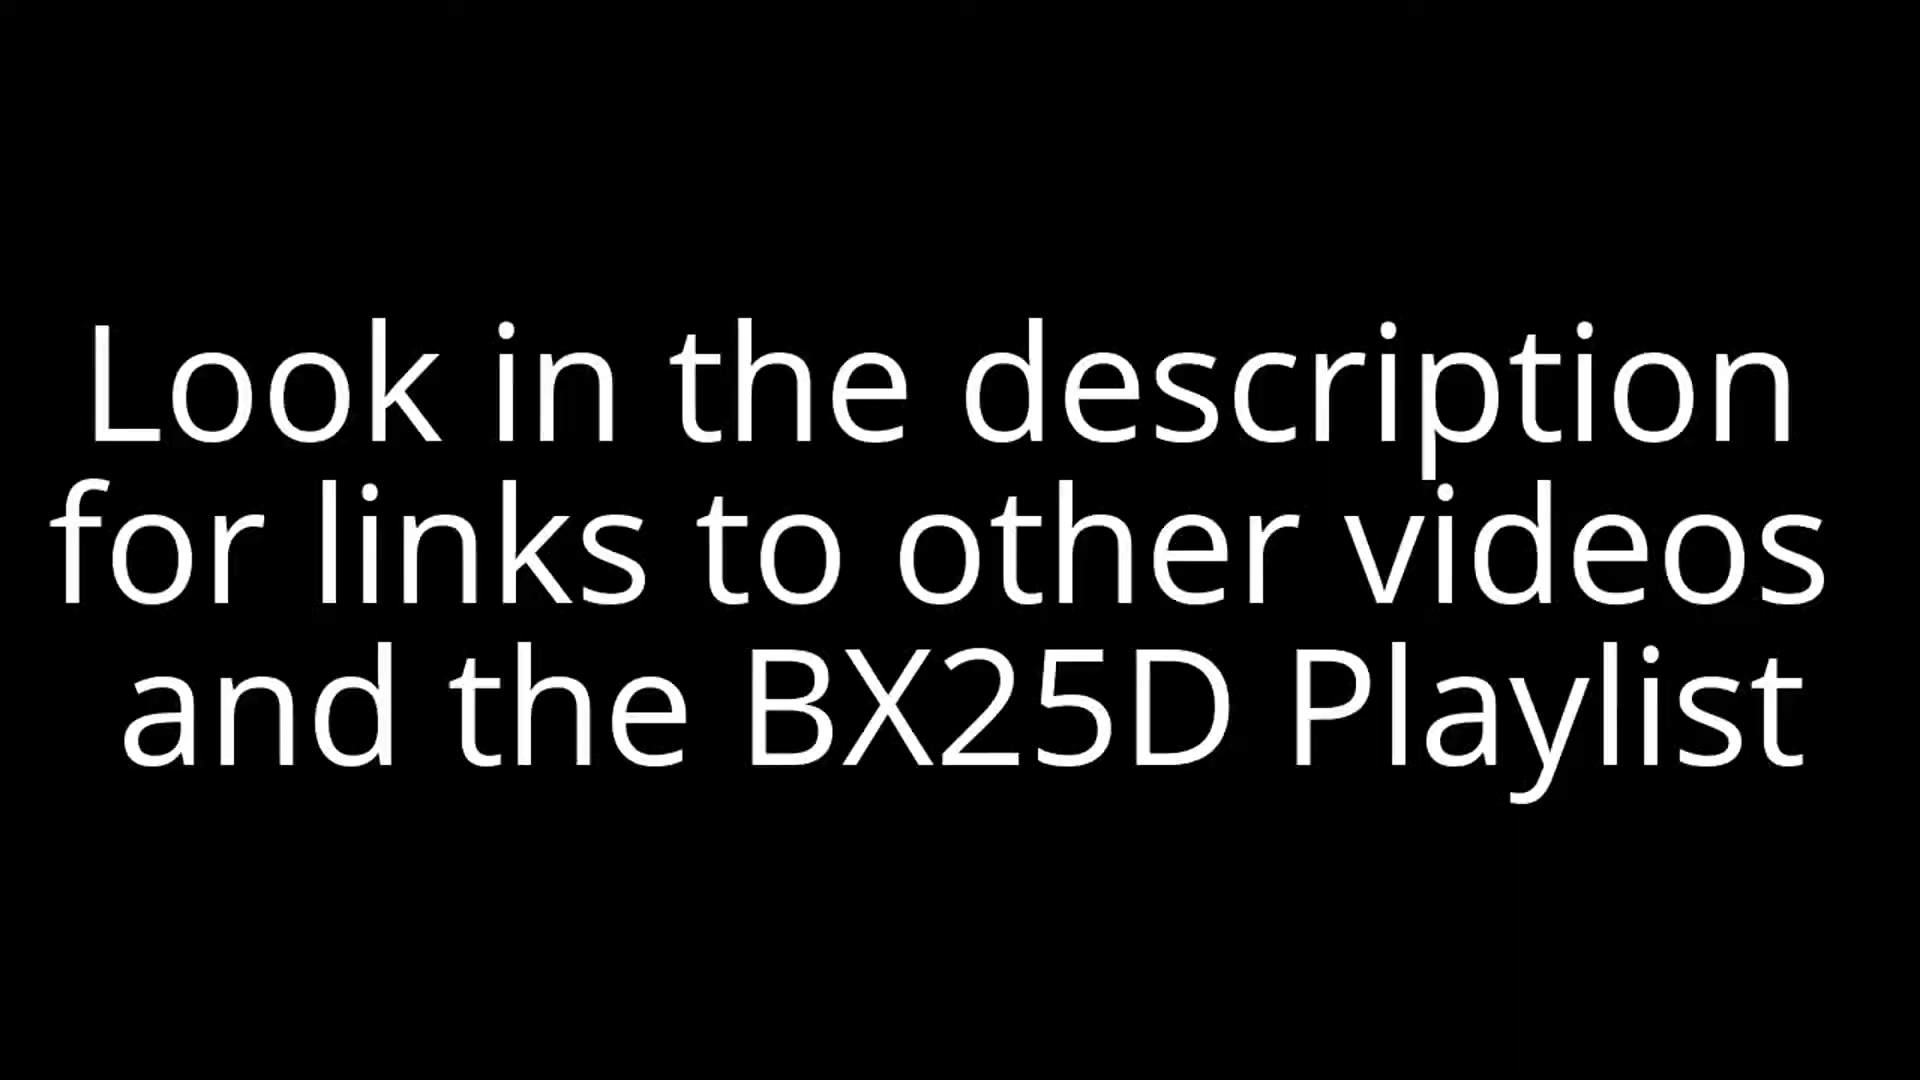 Look in the description
for links to other videos
and the BX25D Playlist